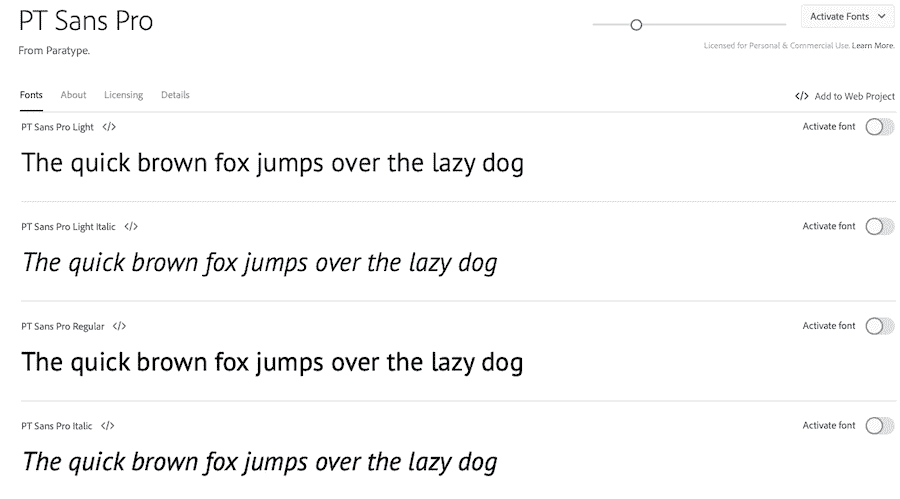 PT Sans Pro
Activate Fonts
From Paratype.
Licensed for Personal & Commercial Use. Learn More.
Fonts About Licensing Details
</> Add to Web Project
PT Sans Pro Light </>
Activate font
The quick brown fox jumps over the lazy dog
PT Sans Pro Light Italic </>
Activate font
The quick brown fox jumps over the lazy dog
PT Sans Pro Regular </>
Activate font
The quick brown fox jumps over the lazy dog
PT Sans Pro Italic </>
Activate font
The quick brown fox jumps over the lazy dog